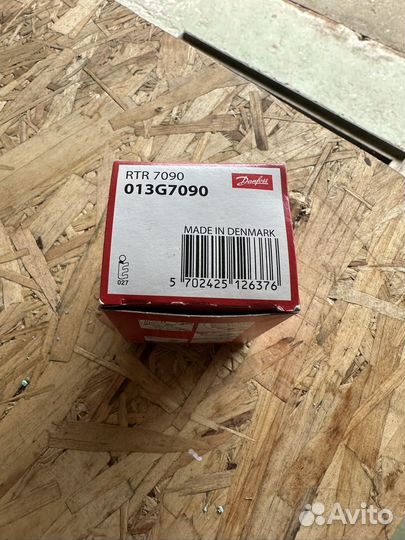 RTR 7090
013G7090
Danfoss
MADE IN DENMARK
027
5 702425 126376
Avito